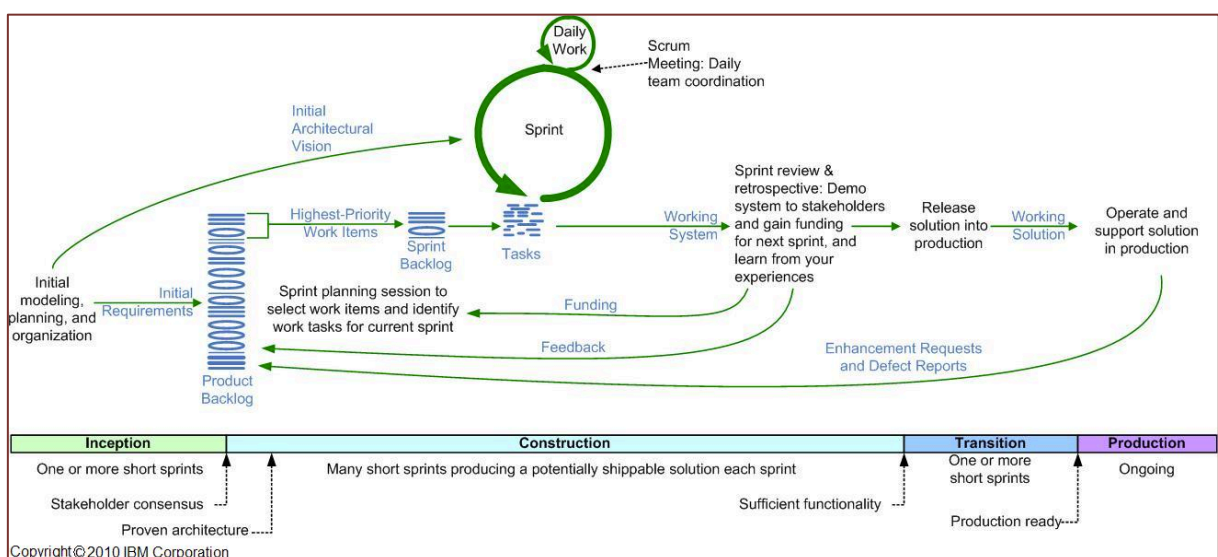 Daily
Work
Scrum
Meeting: Daily
team coordination
Initial
Architectural
Vision
Sprint
Highest-Priority
Work Items
Sprint
Backlog
Tasks
Working
System
Sprint review &
retrospective: Demo
system to stakeholders
and gain funding
for next sprint, and
learn from your
experiences
Release
solution into
production
Working
Solution
Operate and
support solution
in production
Initial
modeling,
planning, and
organization
Initial
Requirements
Sprint planning session to
select work items and identify
work tasks for current sprint
Funding
Feedback
Enhancement Requests
and Defect Reports
Product
Backlog
Inception
Construction
Transition
Production
One or more short sprints
Many short sprints producing a potentially shippable solution each sprint
One or more
short sprints
Ongoing
Stakeholder consensus
Sufficient functionality
Proven architecture
Production ready
Copyright©2010 IBM Corporation